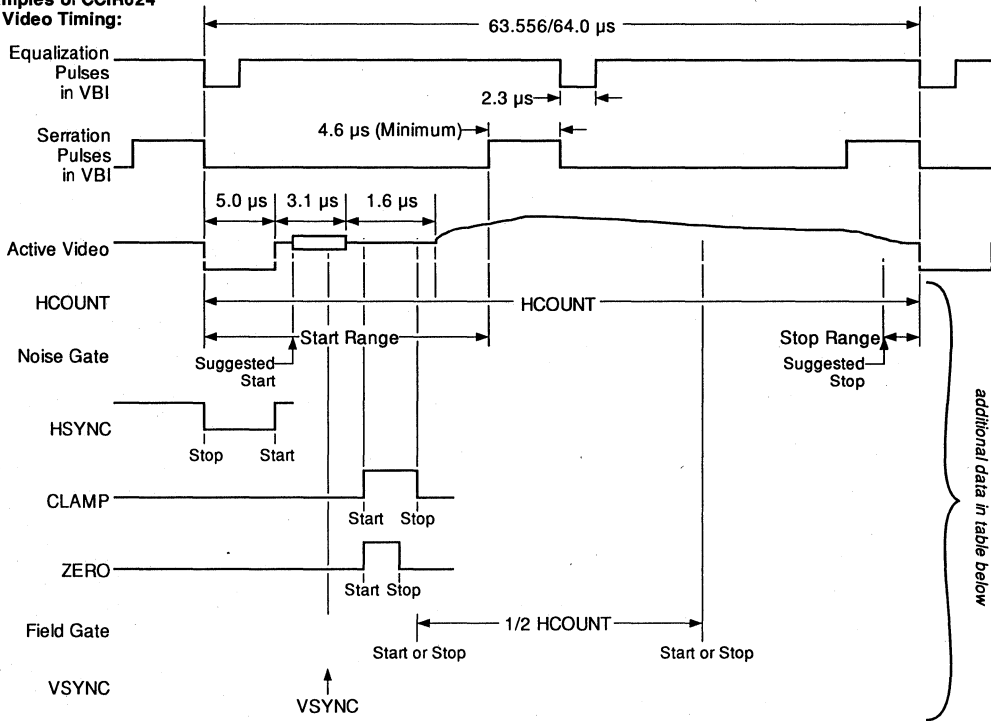 Video Timing:
63.556/64.0 µs
Equalization
Pulses
in VBI
2.3 µs
4.6 µs (Minimum)
Serration
Pulses
in VBI
5.0 µs 3.1 µs 1.6 µs
Active Video
HCOUNT HCOUNT
Start Range Stop Range
Noise Gate
Suggested
Start
Suggested
Stop
HSYNC
Stop Start
CLAMP
Start Stop
ZERO
Start Stop
Field Gate
1/2 HCOUNT
Start or Stop Start or Stop
VSYNC
VSYNC
additional data in table below